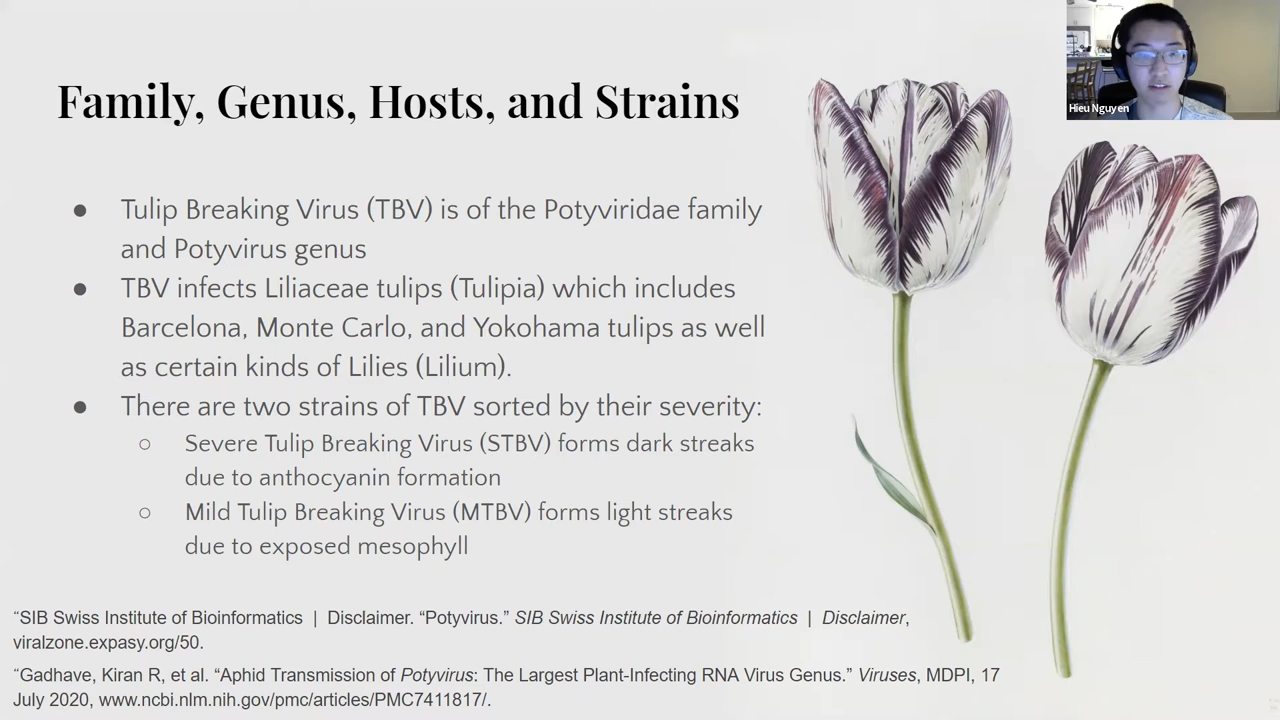 Family, Genus, Hosts, and Strains
Hieu Nguyen
● Tulip Breaking Virus (TBV) is of the Potyviridae family
and Potyvirus genus
● TBV infects Liliaceae tulips (Tulipia) which includes
Barcelona, Monte Carlo, and Yokohama tulips as well
as certain kinds of Lilies (Lilium).
● There are two strains of TBV sorted by their severity:
○ Severe Tulip Breaking Virus (STBV) forms dark streaks
due to anthocyanin formation
○ Mild Tulip Breaking Virus (MTBV) forms light streaks
due to exposed mesophyll
“SIB Swiss Institute of Bioinformatics | Disclaimer. “Potyvirus.” SIB Swiss Institute of Bioinformatics | Disclaimer,
viralzone.expasy.org/50.
“Gadhave, Kiran R, et al. “Aphid Transmission of Potyvirus: The Largest Plant-Infecting RNA Virus Genus.” Viruses, MDPI, 17
July 2020, www.ncbi.nlm.nih.gov/pmc/articles/PMC7411817/.